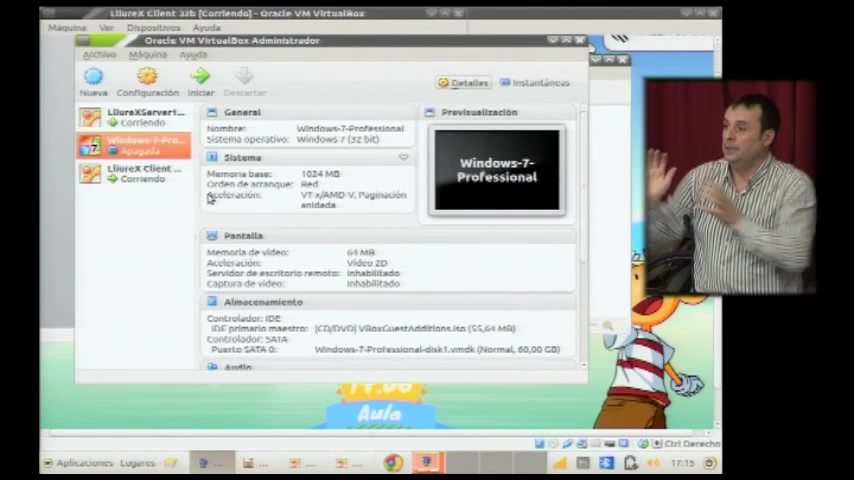 LliureX Client 32b [Corriendo] - Oracle VM VirtualBox
Máquina Ver Dispositivos Ayuda
Oracle VM VirtualBox Administrador
Archivo Máquina Ayuda
Nueva Configuración Iniciar Descartar
Detalles Instantáneas
LliureXServer1...
Corriendo
Windows-7-Pro...
Apagada
LliureX Client ...
Corriendo
General
Nombre: Windows-7-Professional
Sistema operativo: Windows 7 (32 bit)
Sistema
Memoria base: 1024 MB
Orden de arranque: Red
Aceleración: VT-x/AMD-V, Paginación
anidada
Previsualización
Windows-7-
Professional
Pantalla
Memoria de vídeo: 64 MB
Aceleración: Vídeo 2D
Servidor de escritorio remoto: Inhabilitado
Captura de vídeo: Inhabilitado
Almacenamiento
Controlador: IDE
IDE primario maestro: [CD/DVD] VBoxGuestAdditions.iso (55,64 MB)
Controlador: SATA
Puerto SATA 0: Windows-7-Professional-disk1.vmdk (Normal, 60,00 GB)
Audio
Aula
Ctrl Derecho
Aplicaciones Lugares
17:15